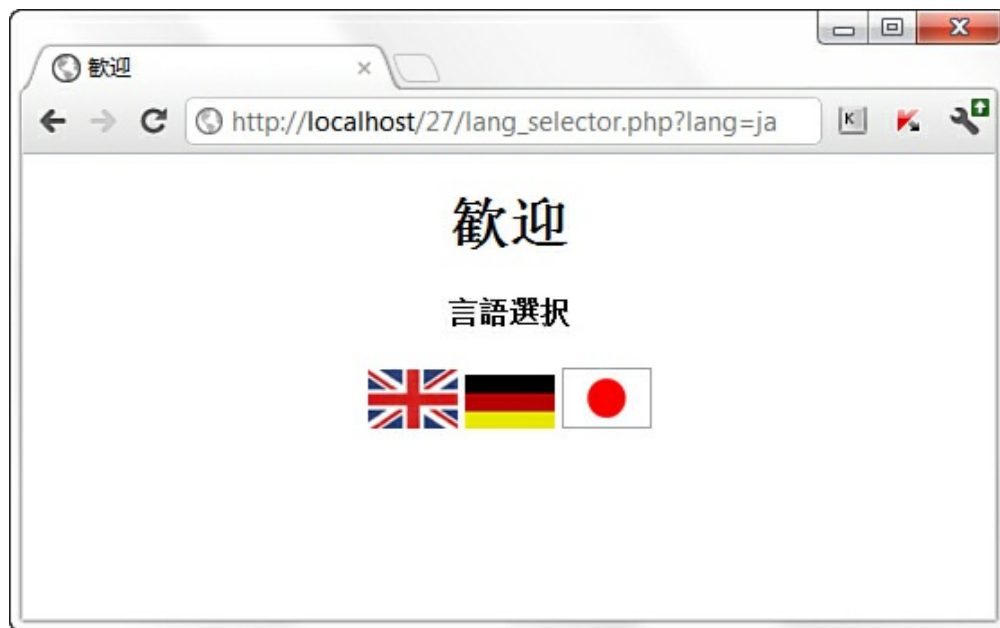 歓迎
http://localhost/27/lang_selector.php?lang=ja
K
歓迎
言語選択